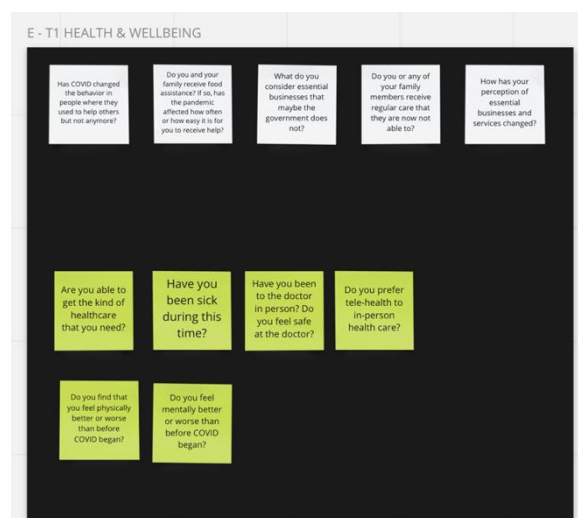 E - T1 HEALTH & WELLBEING
Has COVID changed
the behavior in
people where they
used to help others
but not anymore?
Do you and your
family receive food
assistance? If so, has
the pandemic
affected how often
or how easy it is for
you to receive help?
What do you
consider essential
businesses that
maybe the
government does
not?
Do you or any of
your family
members receive
regular care that
they are now not
able to?
How has your
perception of
essential
businesses and
services changed?
Are you able to
get the kind of
healthcare
that you need?
Have you
been sick
during this
time?
Have you been
to the doctor
in person? Do
you feel safe
at the doctor?
Do you prefer
tele-health to
in-person
health care?
Do you find that
you feel physically
better or worse
than before
COVID began?
Do you feel
mentally better
or worse than
before COVID
began?